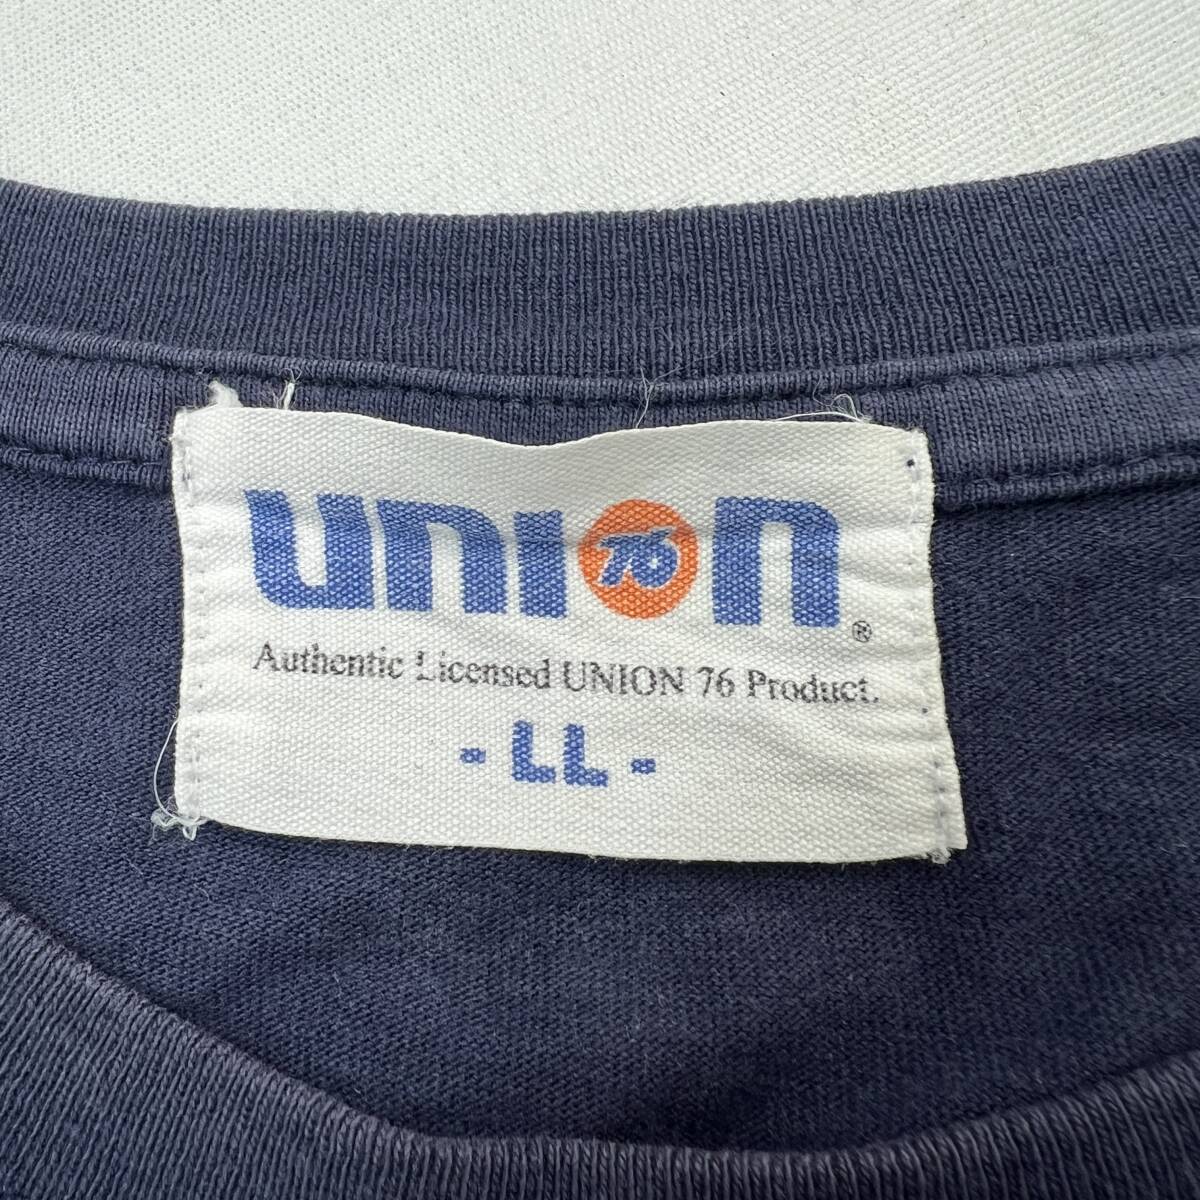 union 76 ®
Authentic Licensed UNION 76 Product.
- LL -